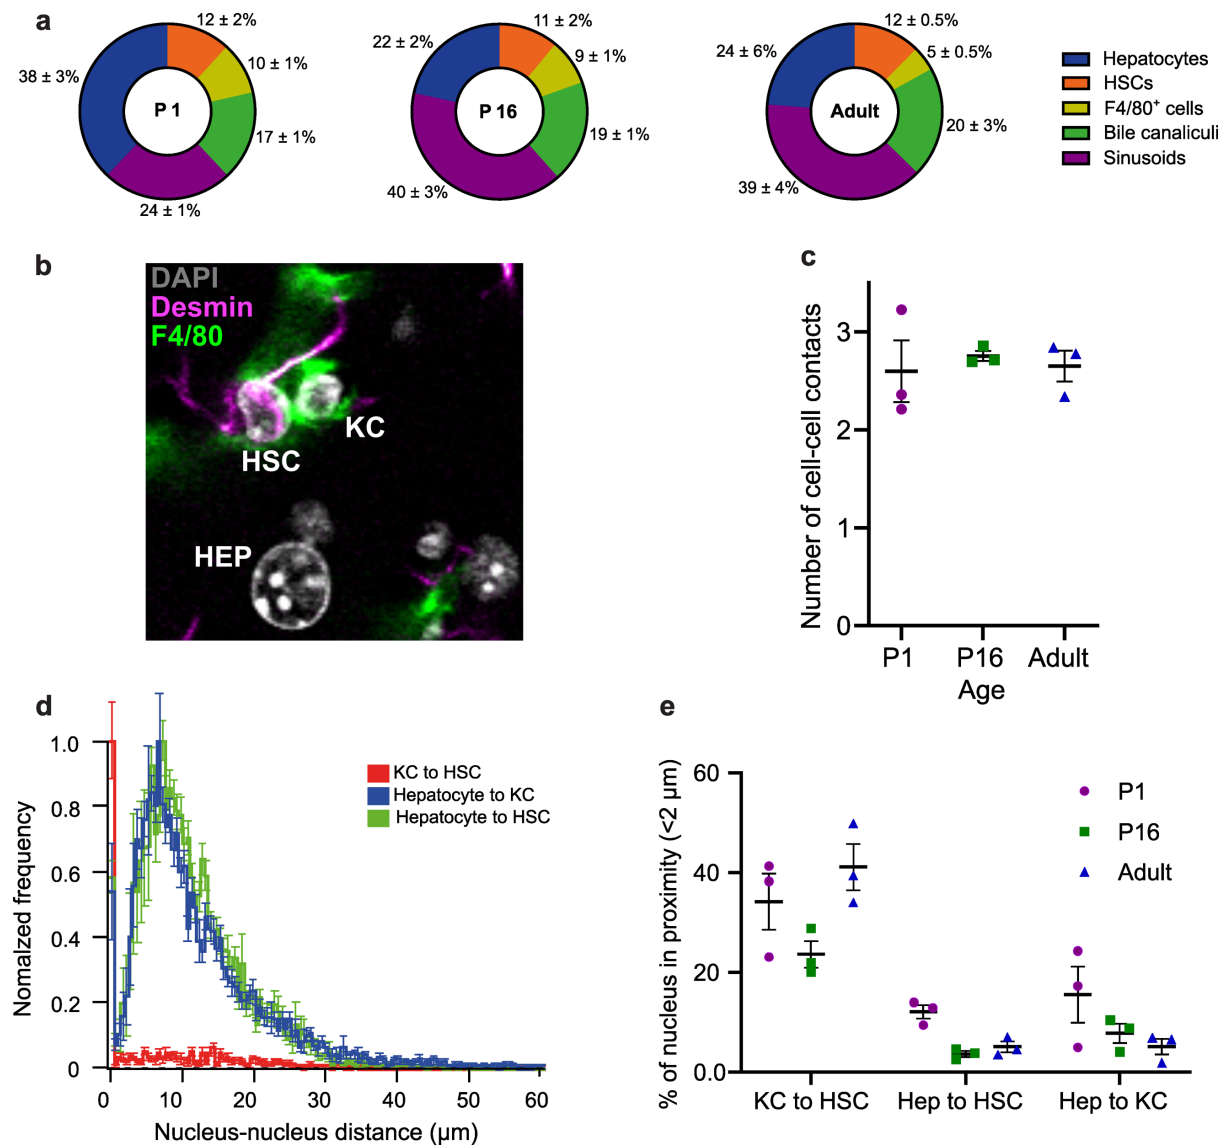 a
12 ± 2%
10 ± 1%
38 ± 3%
P 1
17 ± 1%
24 ± 1%
11 ± 2%
22 ± 2%
9 ± 1%
P 16
19 ± 1%
40 ± 3%
12 ± 0.5%
24 ± 6%
5 ± 0.5%
Adult
20 ± 3%
39 ± 4%
Hepatocytes
HSCs
F4/80⁺ cells
Bile canaliculi
Sinusoids
b
DAPI
Desmin
F4/80
KC
HSC
HEP
c
Number of cell-cell contacts
3
2
1
0
P1 P16 Adult
Age
d
Nomalzed frequency
1.0
0.8
0.6
0.4
0.2
0
KC to HSC
Hepatocyte to KC
Hepatocyte to HSC
0 10 20 30 40 50 60
Nucleus-nucleus distance (µm)
e
% of nucleus in proximity (<2 µm)
60
40
20
0.0
P1
P16
Adult
KC to HSC Hep to HSC Hep to KC